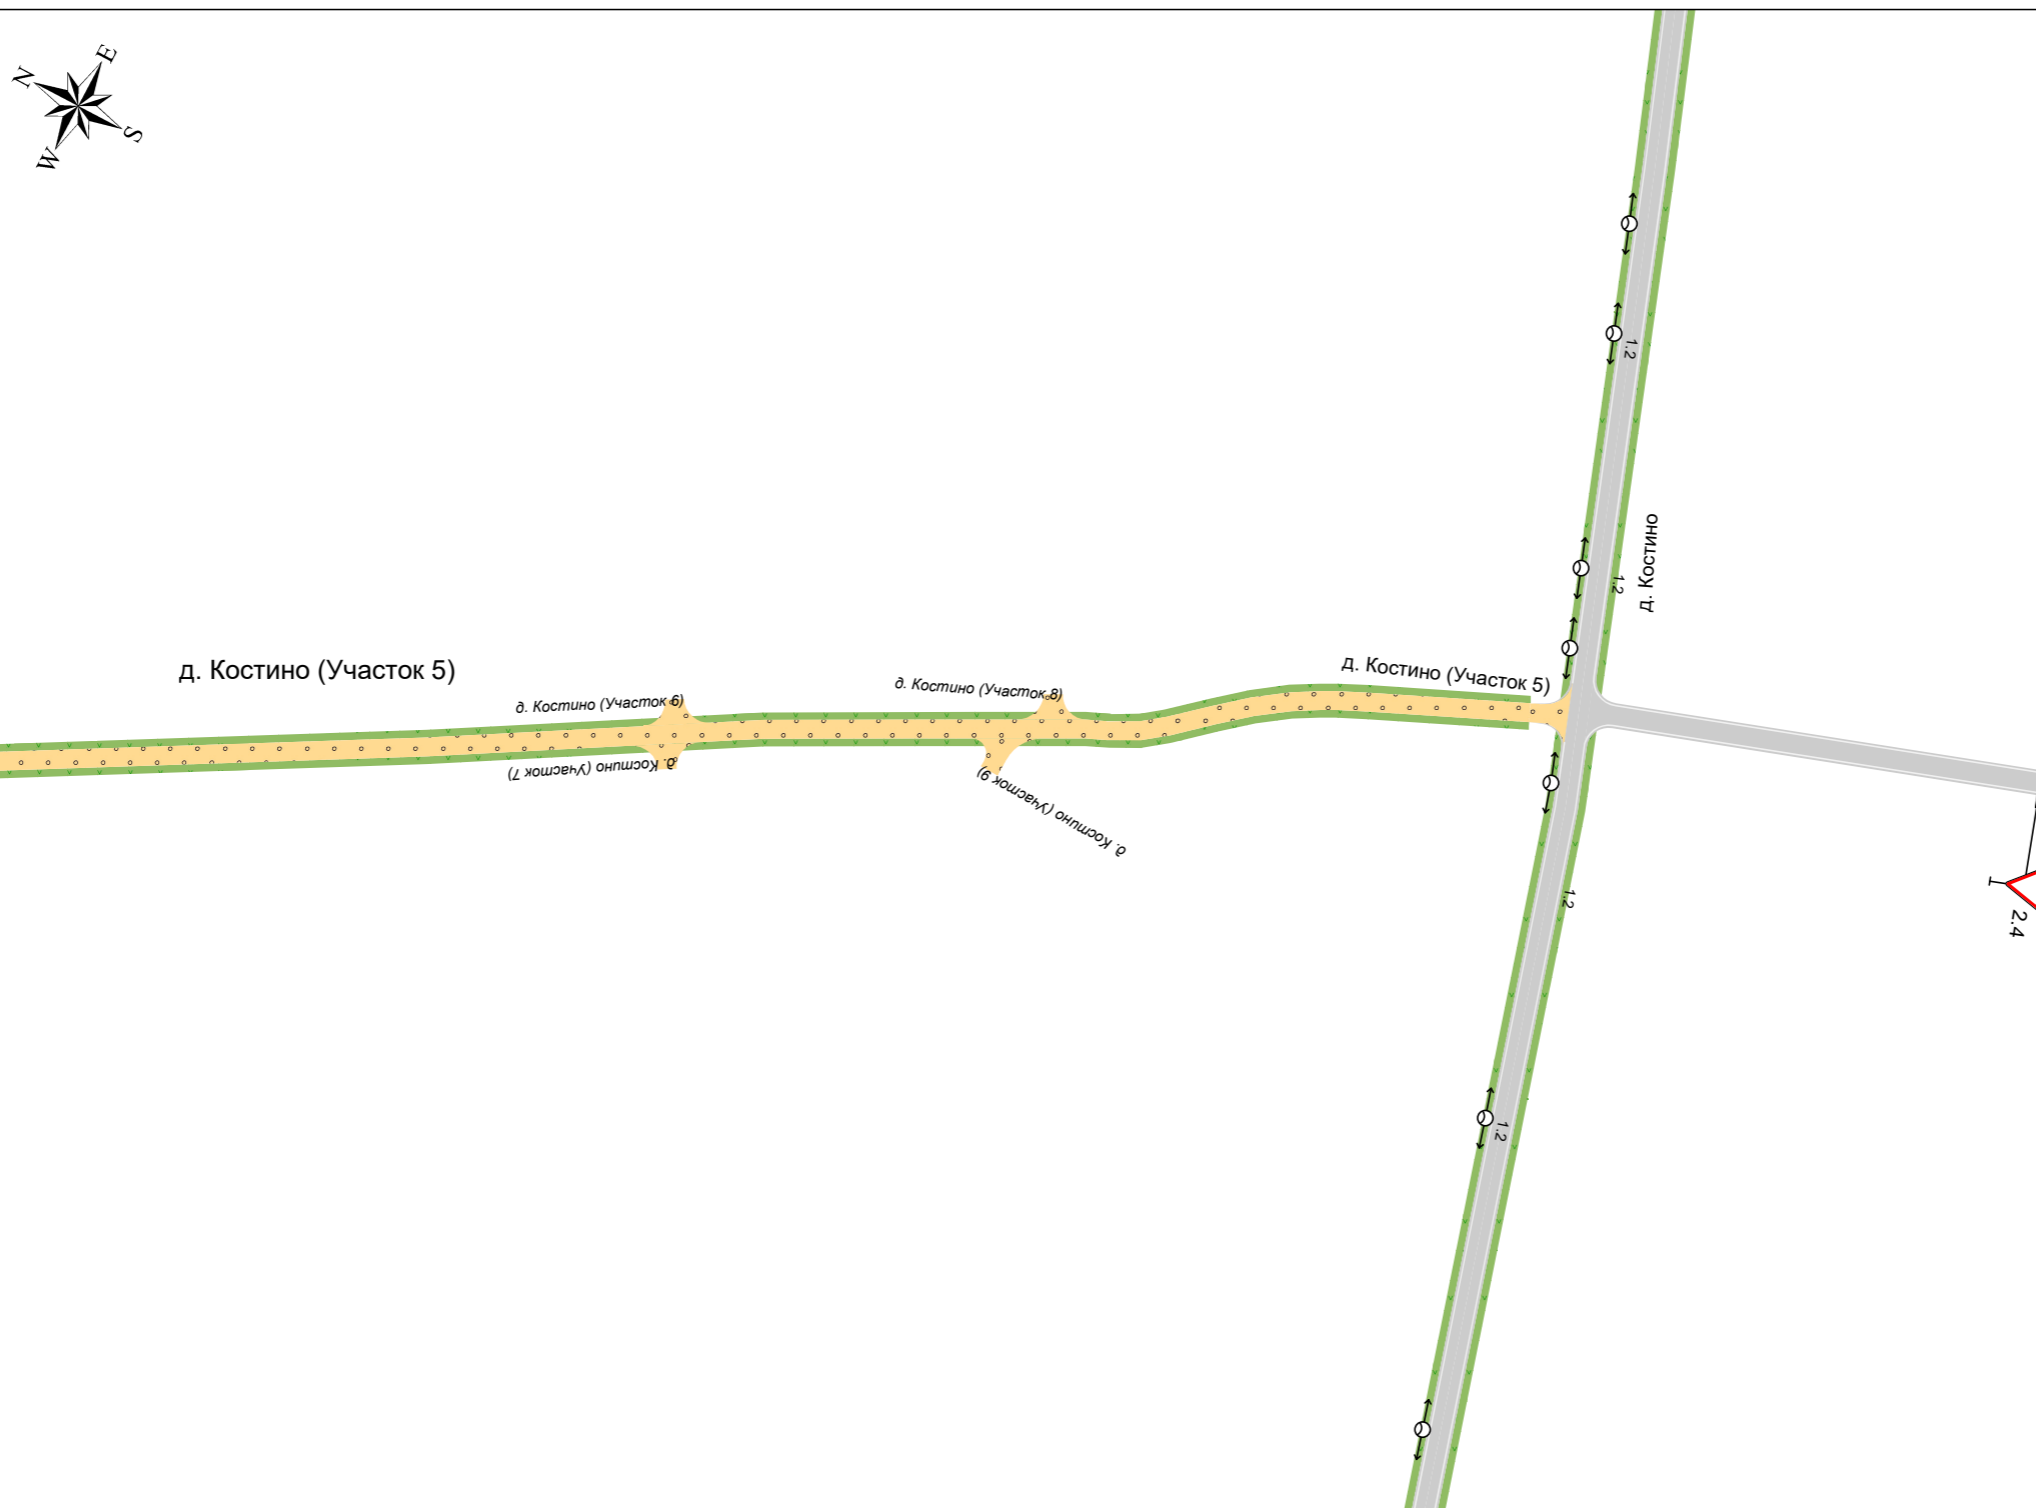 N
E
W
S
1.2
д. Костино
1.2
д. Костино (Участок 5)
д. Костино (Участок 6)
д. Костино (Участок 8)
д. Костино (Участок 5)
д. Костино (Участок 7)
д. Костино (Участок 9)
1.2
2.4
1.2